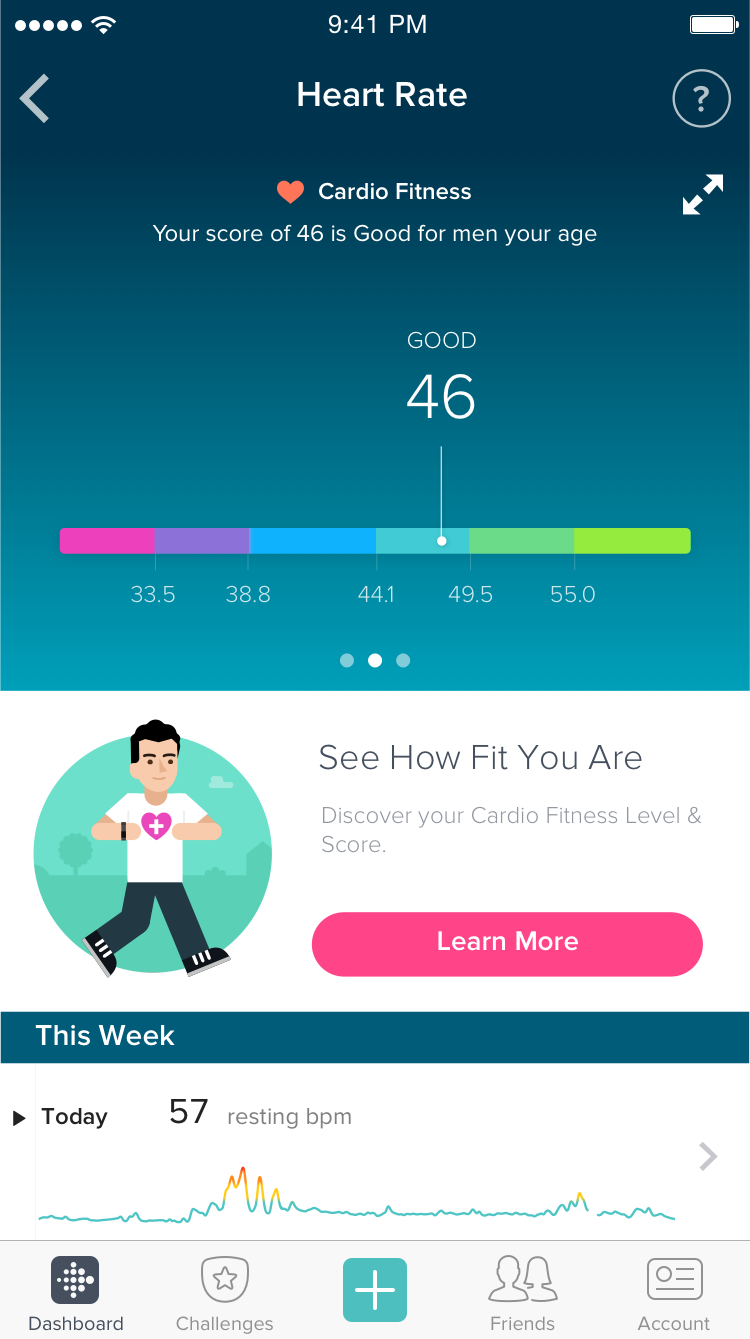 9:41 PM
Heart Rate
?
Cardio Fitness
Your score of 46 is Good for men your age
GOOD
46
33.5 38.8 44.1 49.5 55.0
See How Fit You Are
Discover your Cardio Fitness Level &
Score.
Learn More
This Week
Today 57 resting bpm
Dashboard Challenges Friends Account